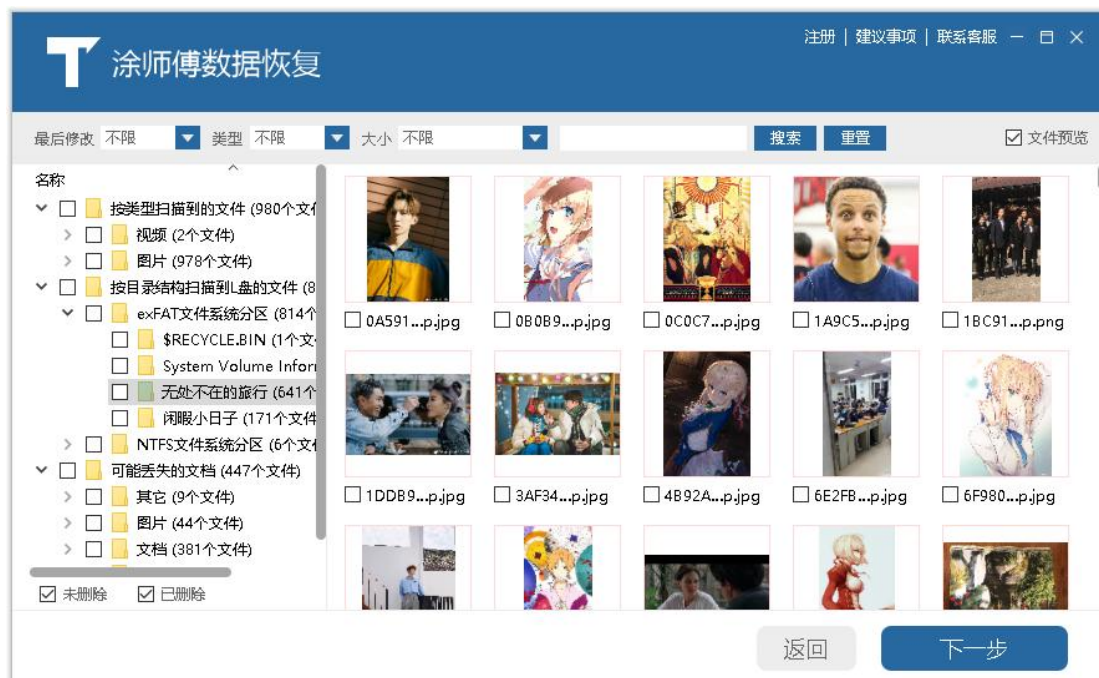 注册 | 建议事项 | 联系客服
T 涂师傅数据恢复
最后修改 不限 类型 不限 大小 不限 搜索 重置 文件预览
名称
按类型扫描到的文件 (980个文件
视频 (2个文件)
图片 (978个文件)
按目录结构扫描到L盘的文件 (8
exFAT文件系统分区 (814个
$RECYCLE.BIN (1个文件
System Volume Infor
无处不在的旅行 (641个
闲暇小日子 (171个文件
NTFS文件系统分区 (6个文件
可能丢失的文档 (447个文件)
其它 (9个文件)
图片 (44个文件)
文档 (381个文件)
未删除 已删除
0A591...p.jpg 0B0B9...p.jpg 0C0C7...p.jpg 1A9C5...p.jpg 1BC91...p.png
1DDB9...p.jpg 3AF34...p.jpg 4B92A...p.jpg 6E2FB...p.jpg 6F980...p.jpg
返回 下一步